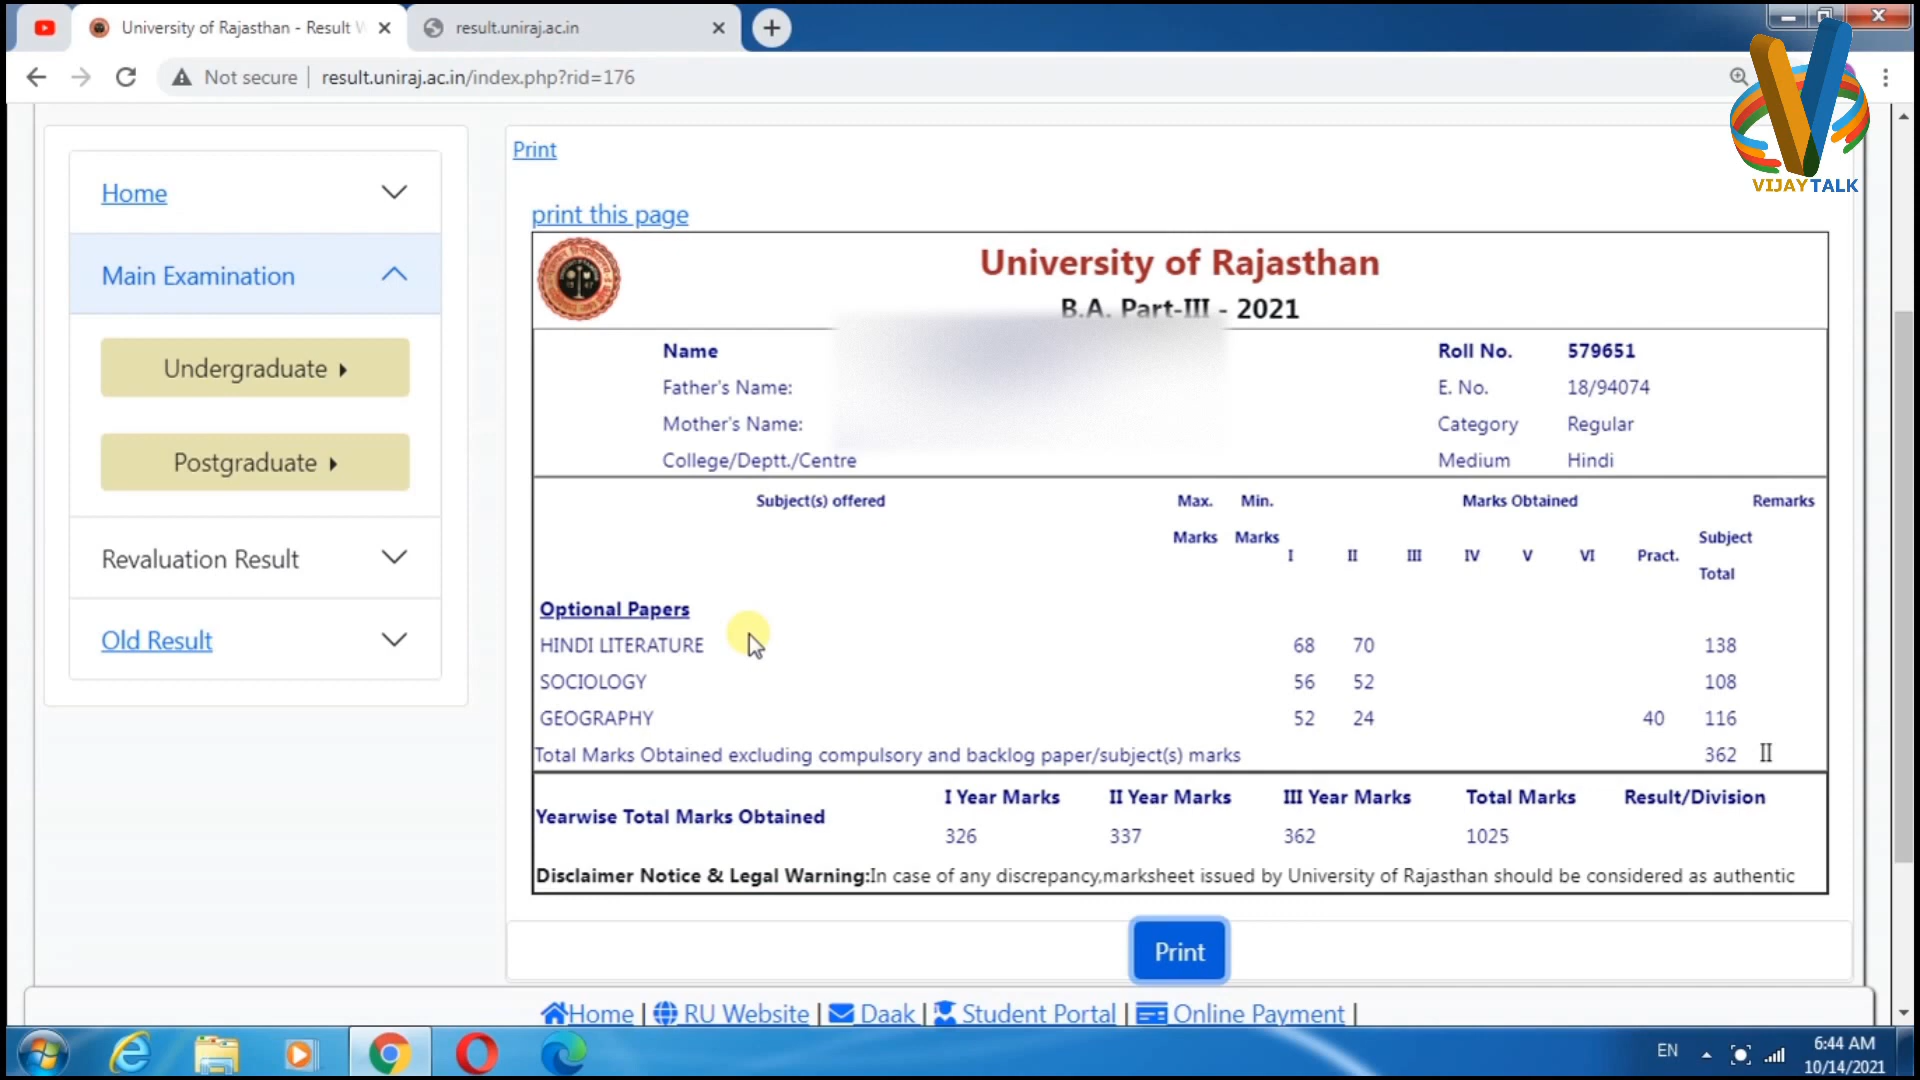 University of Rajasthan - Result W
result.uniraj.ac.in
Not secure
result.uniraj.ac.in/index.php?rid=176
VIJAYTALK
Home
Main Examination
Undergraduate
Postgraduate
Revaluation Result
Old Result
Print
print this page
University of Rajasthan
B.A. Part-III - 2021
Name Roll No. 579651
Father's Name: E. No. 18/94074
Mother's Name: Category Regular
College/Deptt./Centre Medium Hindi
Subject(s) offered Max. Marks Min. Marks Marks Obtained Remarks
I II III IV V VI Pract. Subject Total
Optional Papers
HINDI LITERATURE 68 70 138
SOCIOLOGY 56 52 108
GEOGRAPHY 52 24 40 116
Total Marks Obtained excluding compulsory and backlog paper/subject(s) marks 362 II
Yearwise Total Marks Obtained I Year Marks II Year Marks III Year Marks Total Marks Result/Division
326 337 362 1025
Disclaimer Notice & Legal Warning:In case of any discrepancy,marksheet issued by University of Rajasthan should be considered as authentic
Print
Home | RU Website | Daak | Student Portal | Online Payment |
EN
6:44 AM
10/14/2021